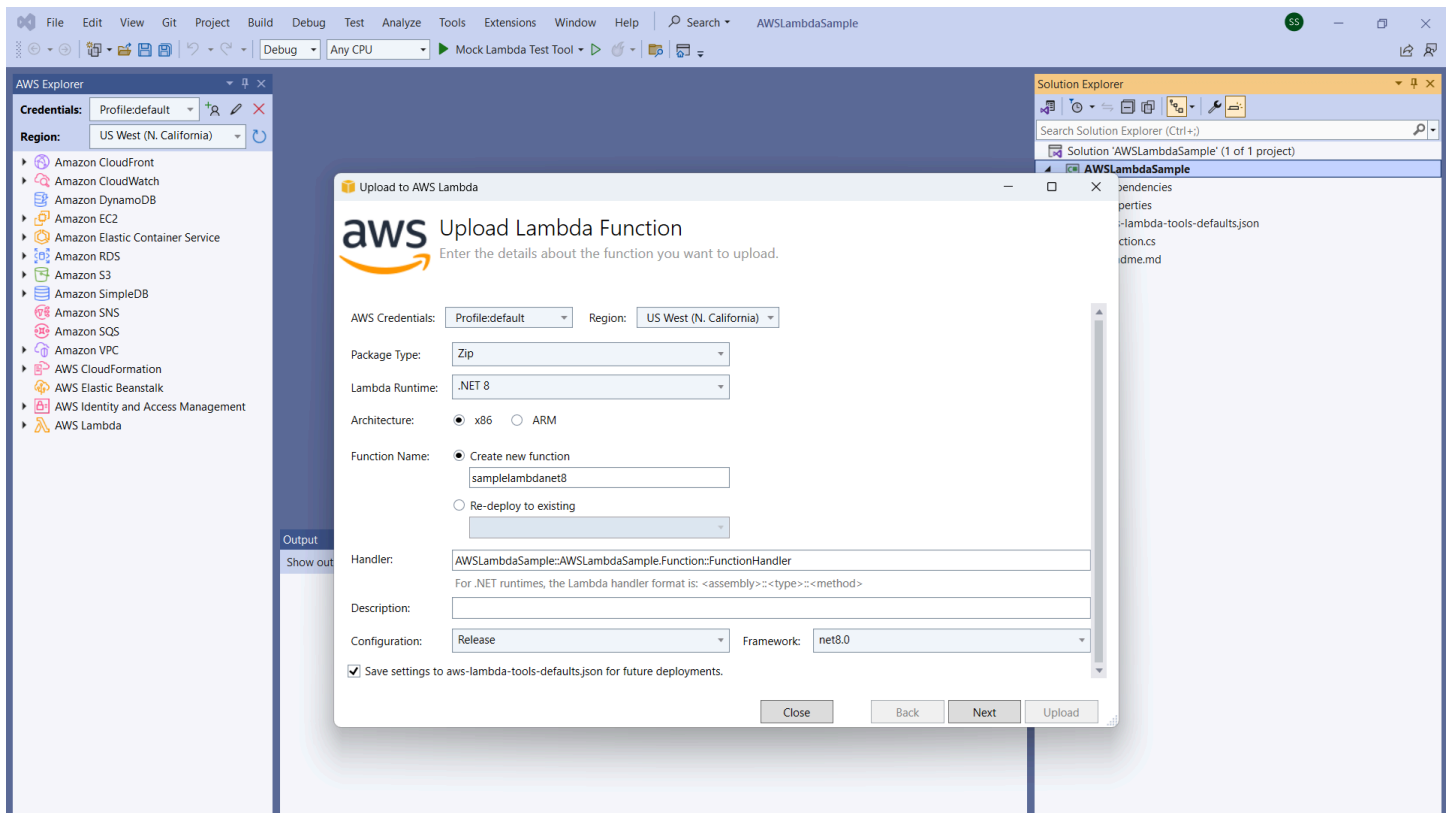 File Edit View Git Project Build Debug Test Analyze Tools Extensions Window Help Search AWSLambdaSample SS
Debug Any CPU Mock Lambda Test Tool
AWS Explorer
Credentials: Profile:default
Region: US West (N. California)
Amazon CloudFront
Amazon CloudWatch
Amazon DynamoDB
Amazon EC2
Amazon Elastic Container Service
Amazon RDS
Amazon S3
Amazon SimpleDB
Amazon SNS
Amazon SQS
Amazon VPC
AWS CloudFormation
AWS Elastic Beanstalk
AWS Identity and Access Management
AWS Lambda
Output
Show out
Upload to AWS Lambda
aws
Upload Lambda Function
Enter the details about the function you want to upload.
AWS Credentials: Profile:default Region: US West (N. California)
Package Type: Zip
Lambda Runtime: .NET 8
Architecture: x86 ARM
Function Name: Create new function
samplelambdanet8
Re-deploy to existing
Handler: AWSLambdaSample::AWSLambdaSample.Function::FunctionHandler
For .NET runtimes, the Lambda handler format is: <assembly>::<type>::<method>
Description:
Configuration: Release Framework: net8.0
Save settings to aws-lambda-tools-defaults.json for future deployments.
Close Back Next Upload
Solution Explorer
Search Solution Explorer (Ctrl+;)
Solution 'AWSLambdaSample' (1 of 1 project)
C# AWSLambdaSample
pendencies
perties
-lambda-tools-defaults.json
ction.cs
dme.md